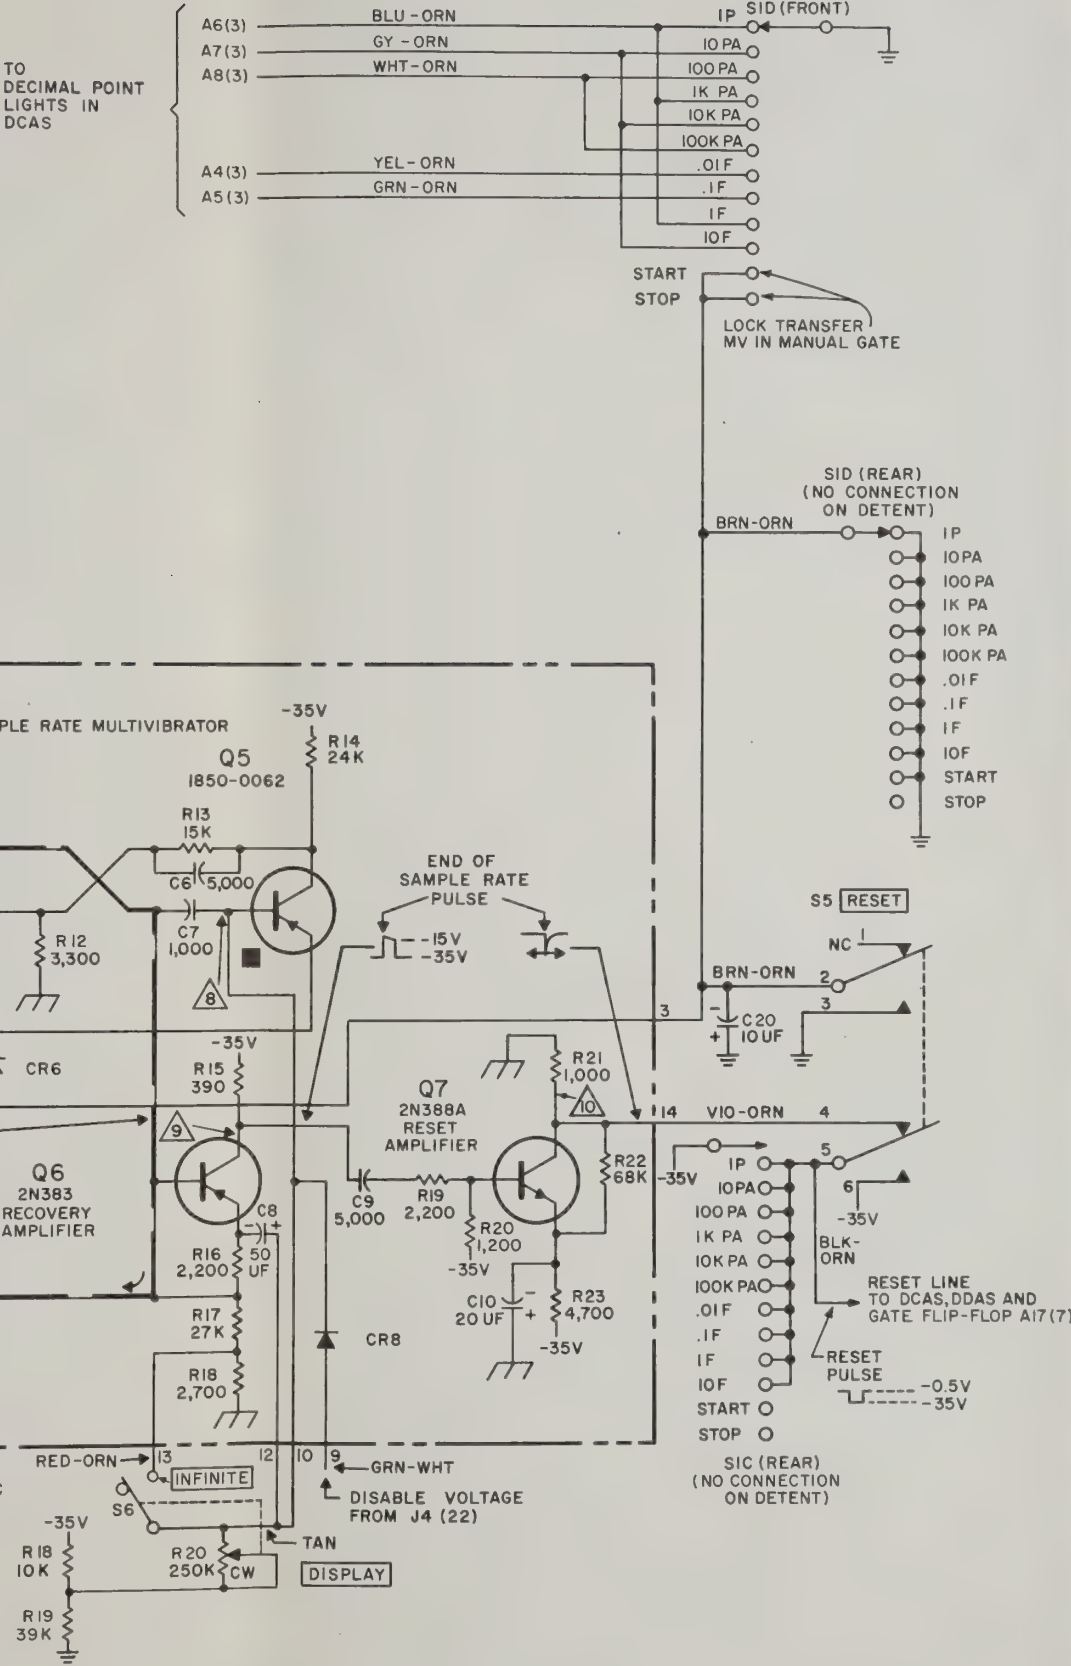 SID (FRONT)
A6(3) BLU-ORN 1P
A7(3) GY-ORN 10PA
A8(3) WHT-ORN 100PA
TO
DECIMAL POINT
LIGHTS IN
DCAS
1K PA
10K PA
100K PA
A4(3) YEL-ORN .01F
A5(3) GRN-ORN .1F
1F
10F
START
STOP
LOCK TRANSFER
MV IN MANUAL GATE
SID (REAR)
(NO CONNECTION
ON DETENT)
BRN-ORN
1P
10PA
100 PA
1K PA
10K PA
100K PA
.01F
.1F
1F
10F
START
STOP
PLE RATE MULTIVIBRATOR
-35V
R14
24K
Q5
1850-0062
R13
15K
C6 5,000
C7
1,000
R12
3,300
8
END OF
SAMPLE RATE
PULSE
-15V
-35V
S5 RESET
NC 1
BRN-ORN 2
3
C20
10UF
-
+
3
CR6
-35V
R15
390
9
Q7
2N388A
RESET
AMPLIFIER
R21
1,000
10
14 VIO-ORN 4
-35V
5
6
-35V
Q6
2N383
RECOVERY
AMPLIFIER
C8
- +
50
UF
C9
5,000
R19
2,200
R20
1,200
-35V
R22
68K
R16
2,200
R17
27K
R18
2,700
C10
20UF
-
+
R23
4,700
-35V
CR8
1P
10PA
100 PA
1K PA
10K PA
100K PA
.01F
.1F
1F
10F
START
STOP
BLK-
ORN
RESET LINE
TO DCAS, DDAS AND
GATE FLIP-FLOP A17(7)
RESET
PULSE
-0.5V
-35V
SIC (REAR)
(NO CONNECTION
ON DETENT)
RED-ORN 13 12 10 9
INFINITE
S6
GRN-WHT
DISABLE VOLTAGE
FROM J4 (22)
TAN
DISPLAY
-35V
R18
10K
R20
250K CW
R19
39K